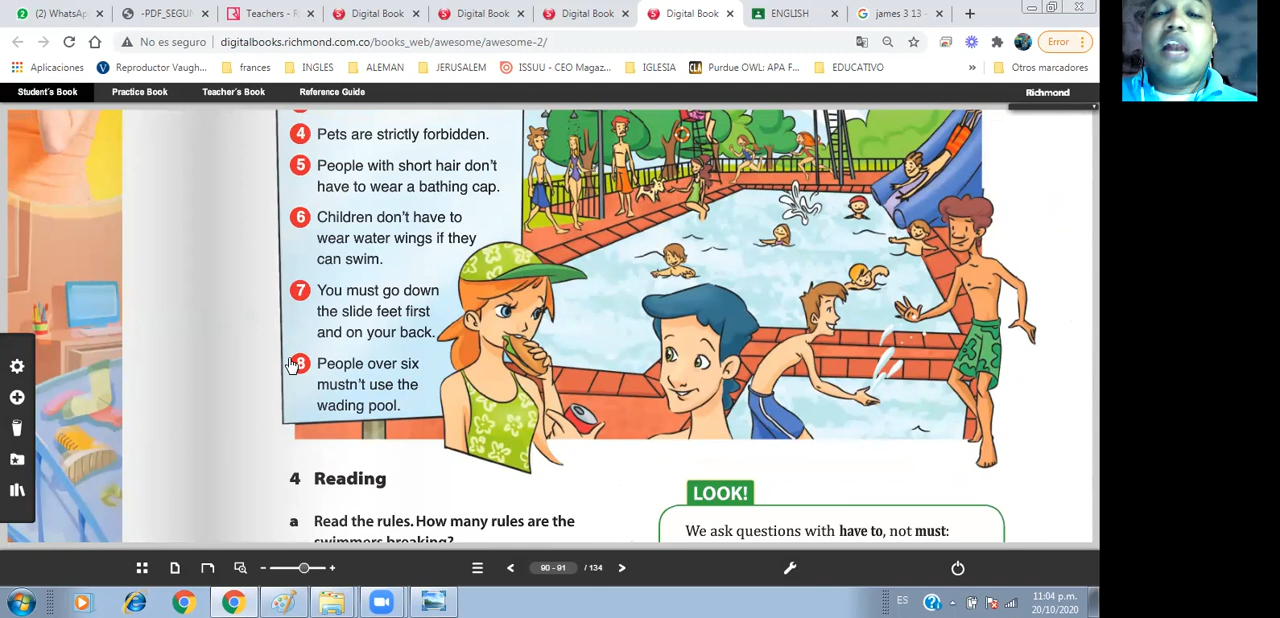 (2) WhatsAp
-PDF_SEGUN
Teachers - R
Digital Book
Digital Book
Digital Book
Digital Book
ENGLISH
james 3 13 -
No es seguro | digitalbooks.richmond.com.co/books_web/awesome/awesome-2/
Error
Aplicaciones
Reproductor Vaugh...
frances
INGLES
ALEMAN
JERUSALEM
ISSUU - CEO Magaz...
IGLESIA
CLA Purdue OWL: APA F...
EDUCATIVO
»
Otros marcadores
Student´s Book
Practice Book
Teacher´s Book
Reference Guide
Richmond
4 Pets are strictly forbidden.
5 People with short hair don't
have to wear a bathing cap.
6 Children don't have to
wear water wings if they
can swim.
7 You must go down
the slide feet first
and on your back.
8 People over six
mustn't use the
wading pool.
4 Reading
a Read the rules. How many rules are the
swimmers breaking?
LOOK!
We ask questions with have to, not must:
90 - 91 / 134
ES
11:04 p.m.
20/10/2020